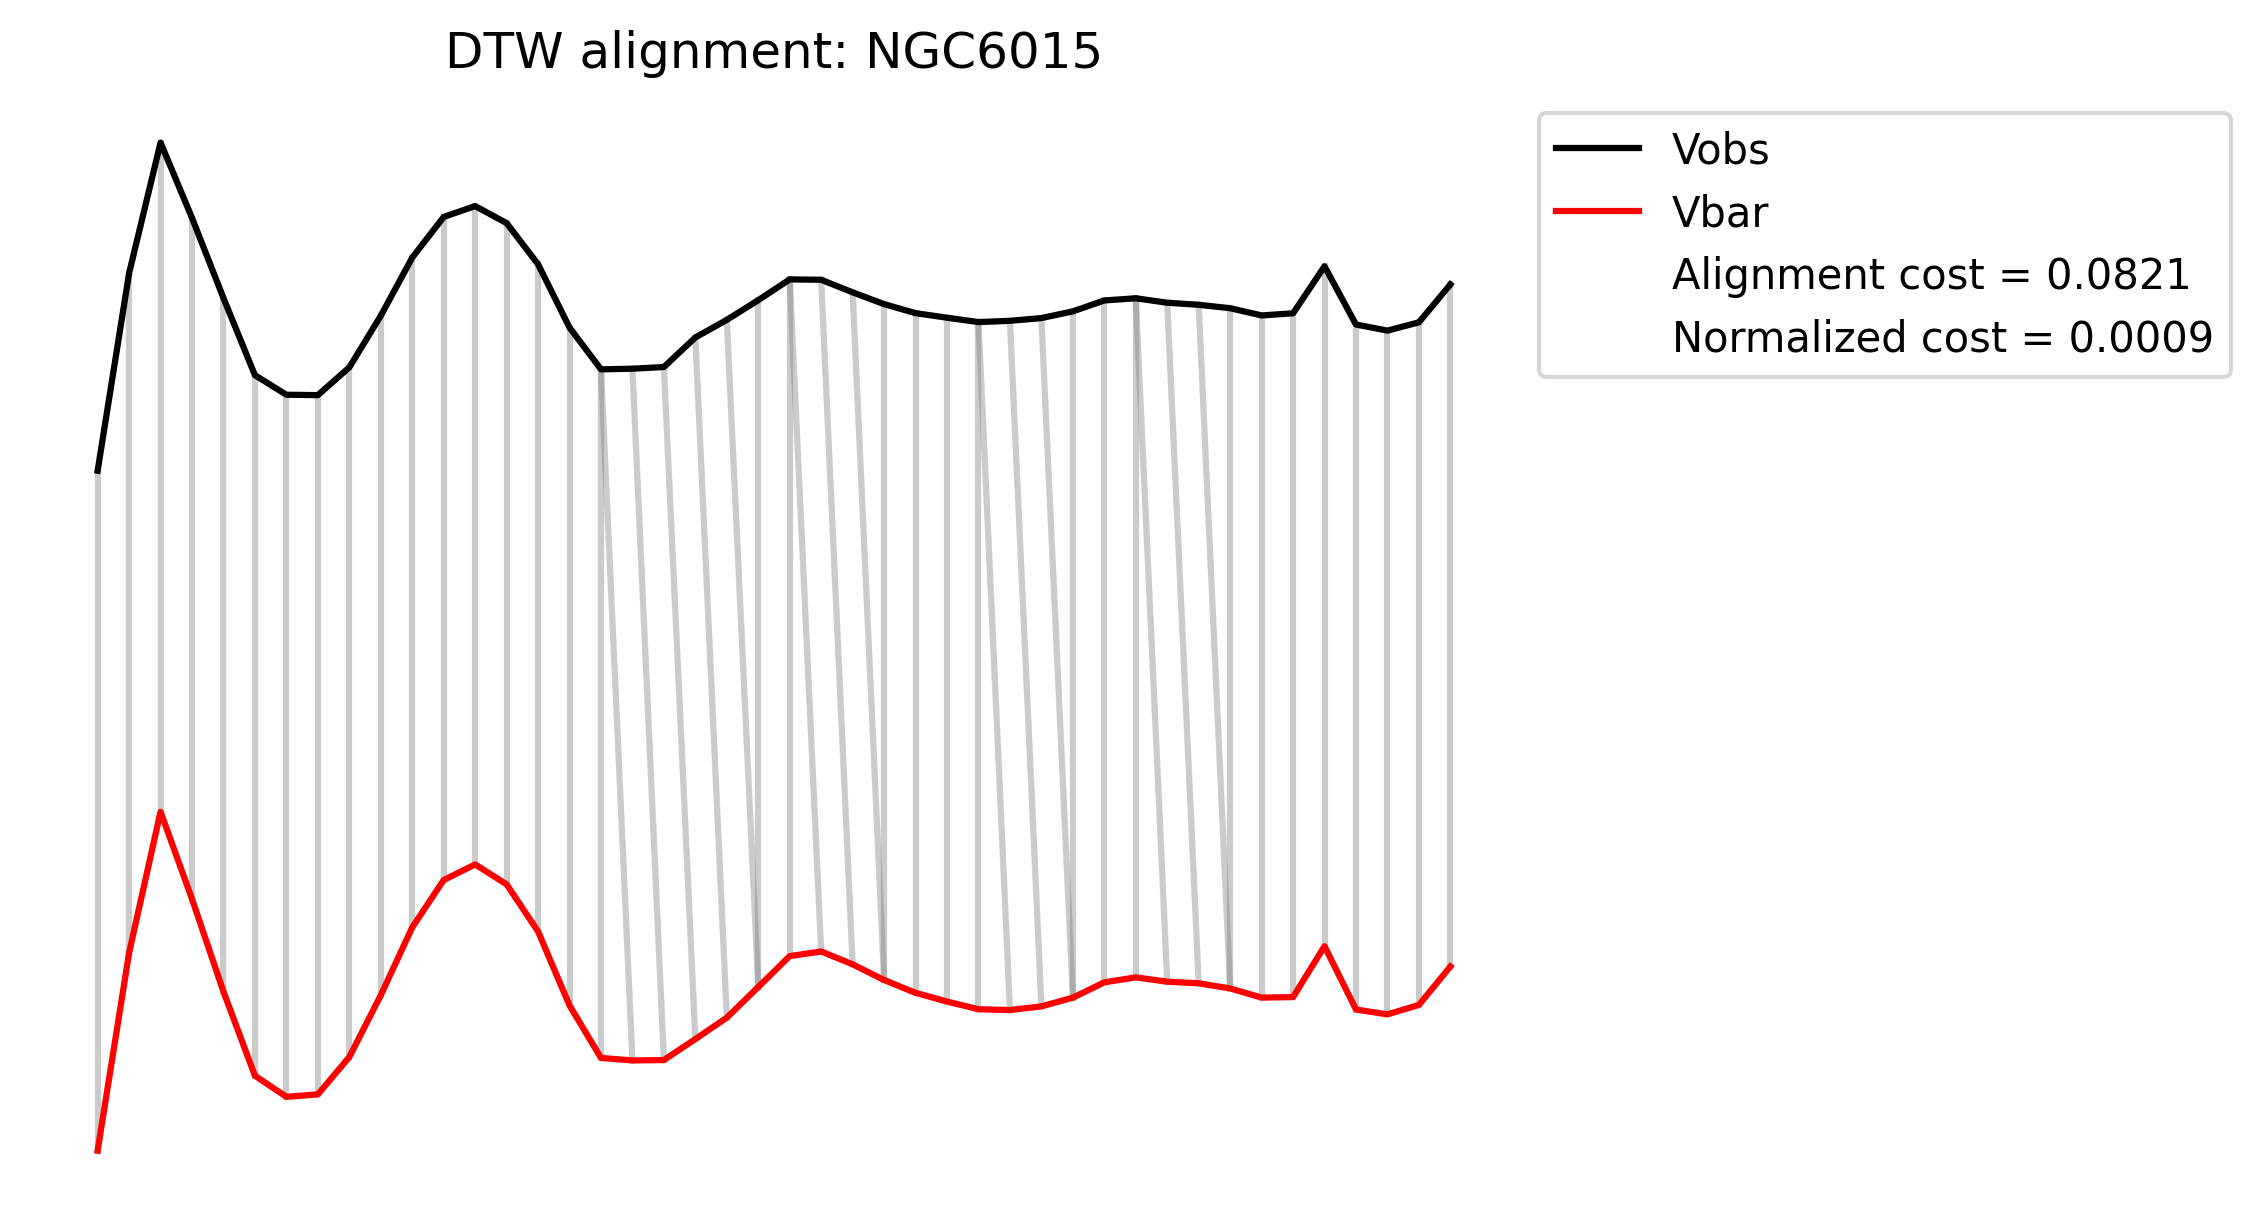 DTW alignment: NGC6015
Vobs
Vbar
Alignment cost = 0.0821
Normalized cost = 0.0009